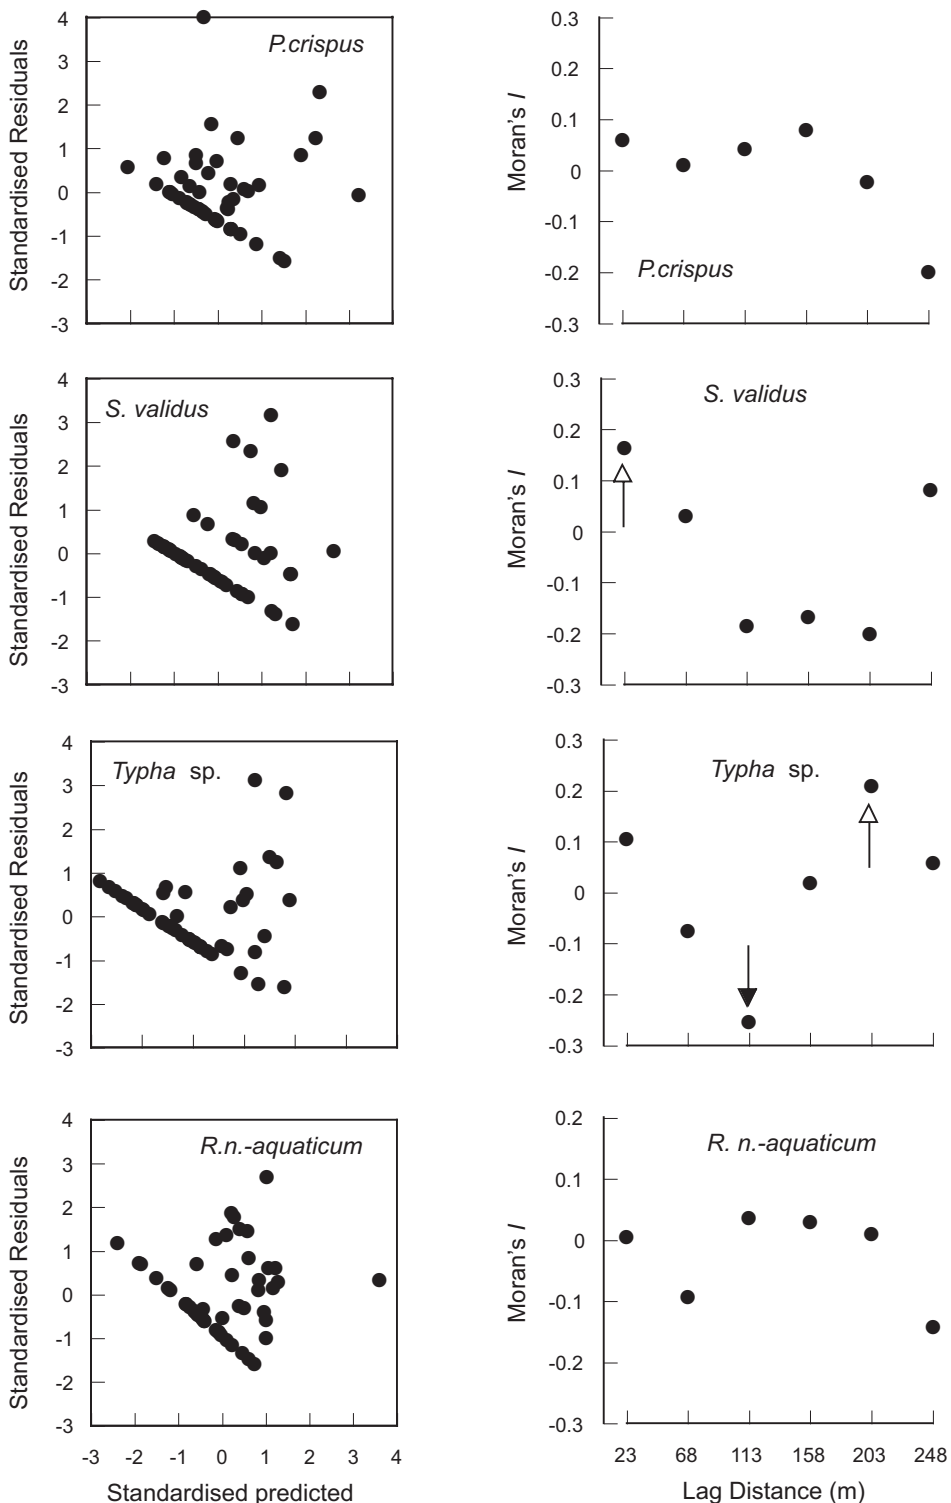 4
3
2
1
0
-1
-2
-3
Standardised Residuals
P.crispus
0.3
0.2
0.1
0
-0.1
-0.2
-0.3
Moran's I
P.crispus
4
3
2
1
0
-1
-2
-3
Standardised Residuals
S. validus
0.3
0.2
0.1
0
-0.1
-0.2
-0.3
Moran's I
S. validus
4
3
2
1
0
-1
-2
-3
Standardised Residuals
Typha sp.
0.3
0.2
0.1
0
-0.1
-0.2
-0.3
Moran's I
Typha sp.
4
3
2
1
0
-1
-2
-3
Standardised Residuals
R.n.-aquaticum
-3 -2 -1 0 1 2 3 4
Standardised predicted
0.2
0.1
0
-0.1
-0.2
-0.3
Moran's I
R. n.-aquaticum
23 68 113 158 203 248
Lag Distance (m)